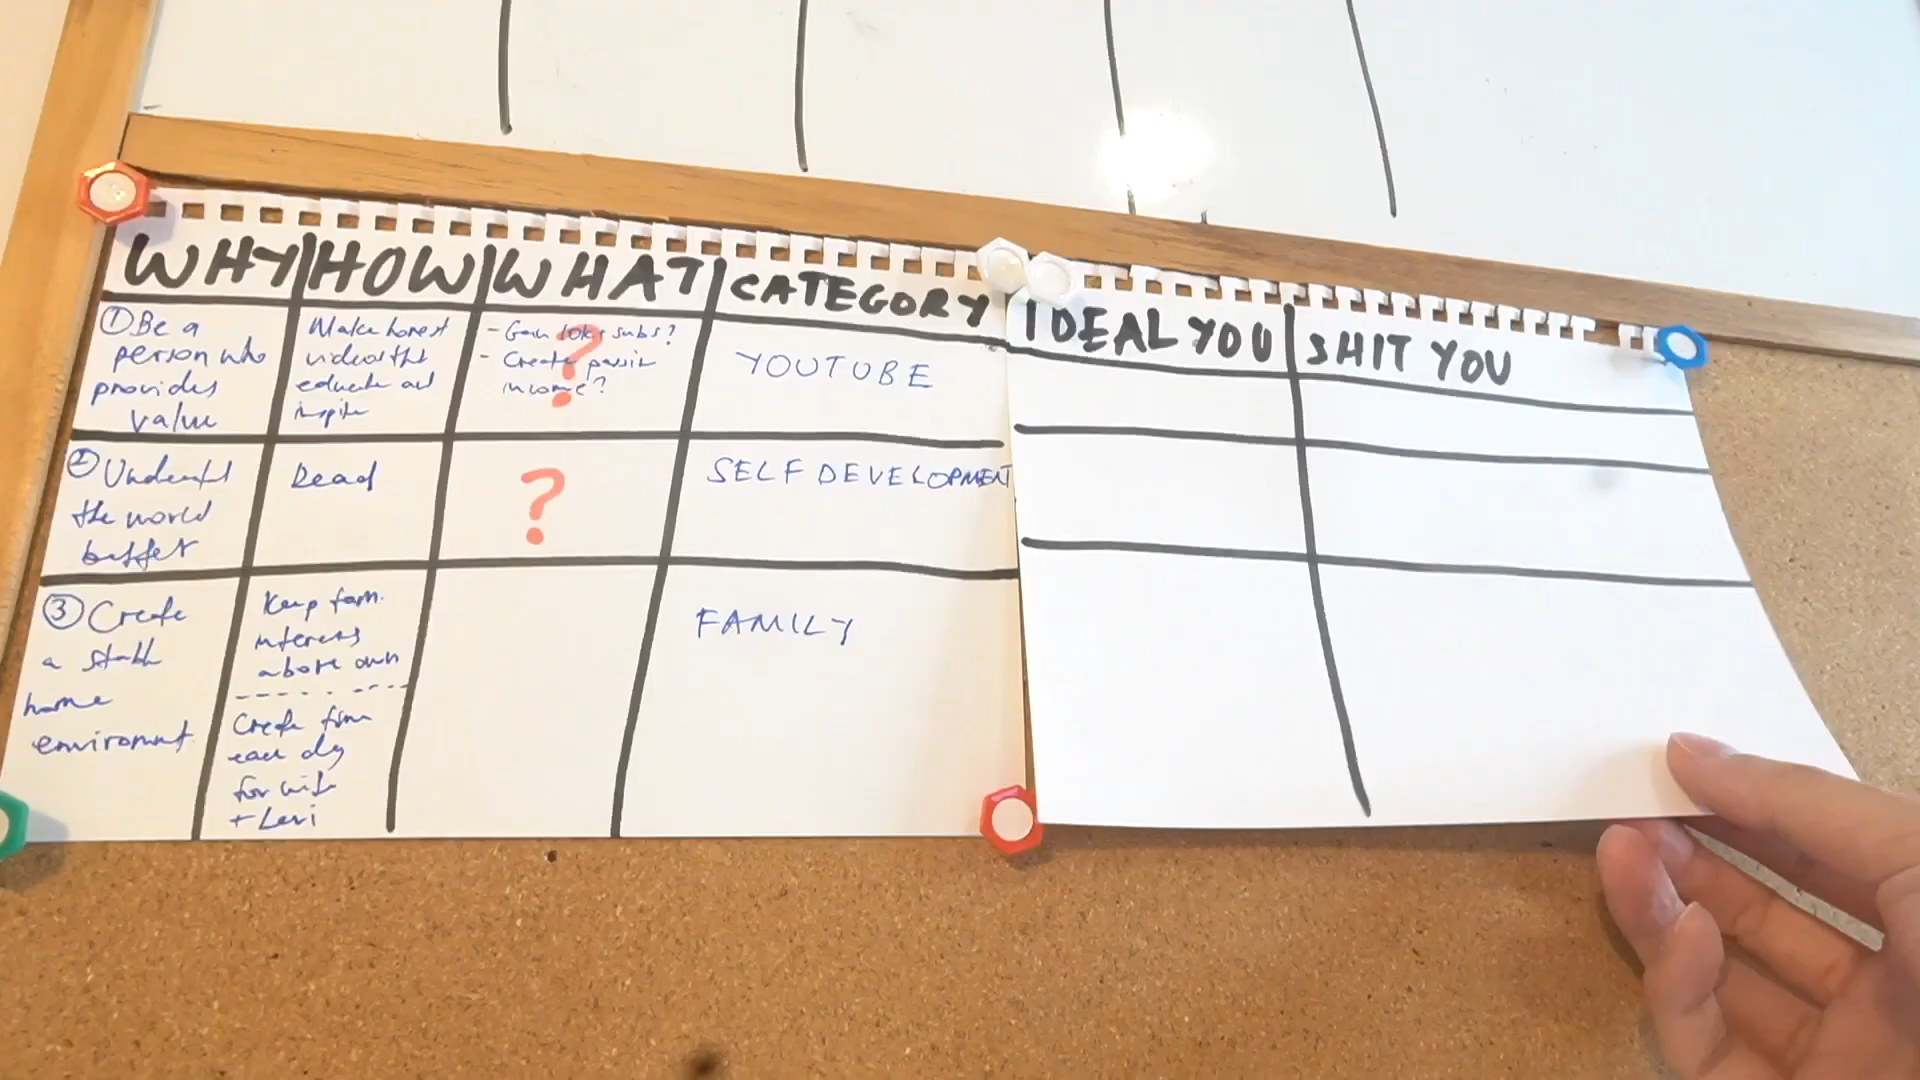 WHY HOW WHAT CATEGORY IDEAL YOU SHIT YOU
① Be a
person who
provides
value
Make honest
videos tht
educate and
inspire
- Gain 10k subs?
- Create passive
income?
?
YOUTUBE
② Understand
the world
better
Read
?
SELF DEVELOPMENT
③ Create
a stable
home
environment
Keep fam.
interests
above own
Create time
each day
for wife
+ Levi
FAMILY